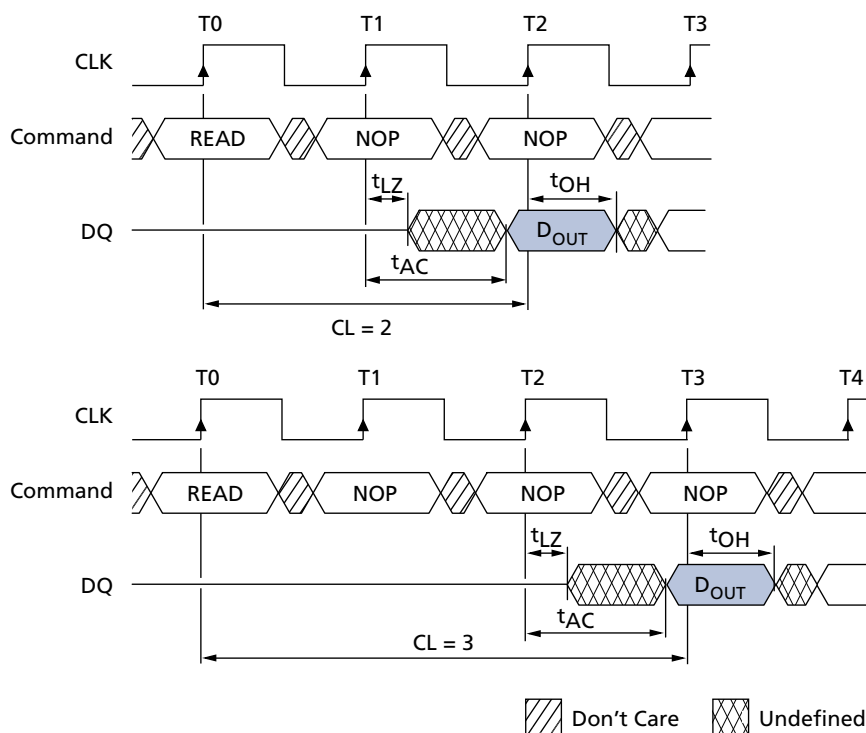 T0 T1 T2 T3
CLK
Command READ NOP NOP
tLZ tOH
DQ DOUT
tAC
CL = 2
T0 T1 T2 T3 T4
CLK
Command READ NOP NOP NOP
tLZ tOH
DQ DOUT
tAC
CL = 3
Don't Care Undefined